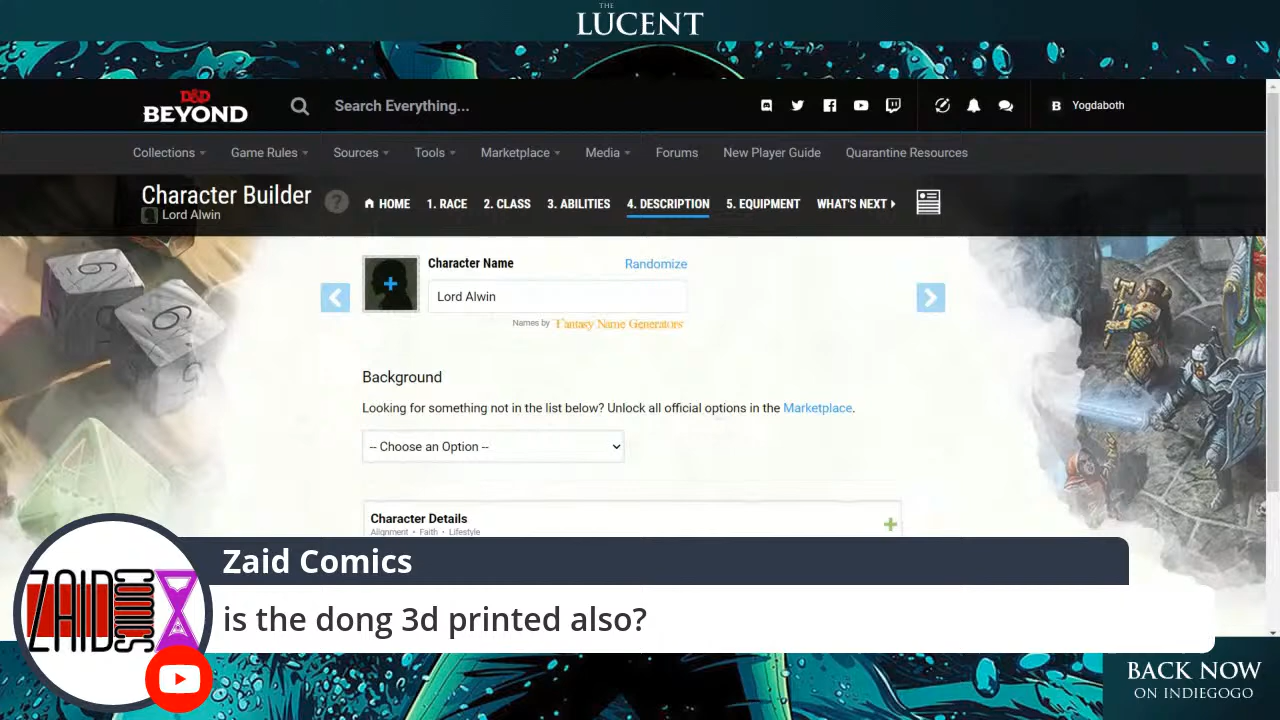 THE
LUCENT
D&D
BEYOND
Search Everything...
B Yogdaboth
Collections
Game Rules
Sources
Tools
Marketplace
Media
Forums
New Player Guide
Quarantine Resources
Character Builder
?
Lord Alwin
HOME
1. RACE
2. CLASS
3. ABILITIES
4. DESCRIPTION
5. EQUIPMENT
WHAT'S NEXT
Character Name
Randomize
Lord Alwin
Names by Fantasy Name Generators
Background
Looking for something not in the list below? Unlock all official options in the Marketplace.
-- Choose an Option --
Character Details
Alignment • Faith • Lifestyle
Zaid Comics
is the dong 3d printed also?
ZAID
COMICS
BACK NOW
ON INDIEGOGO